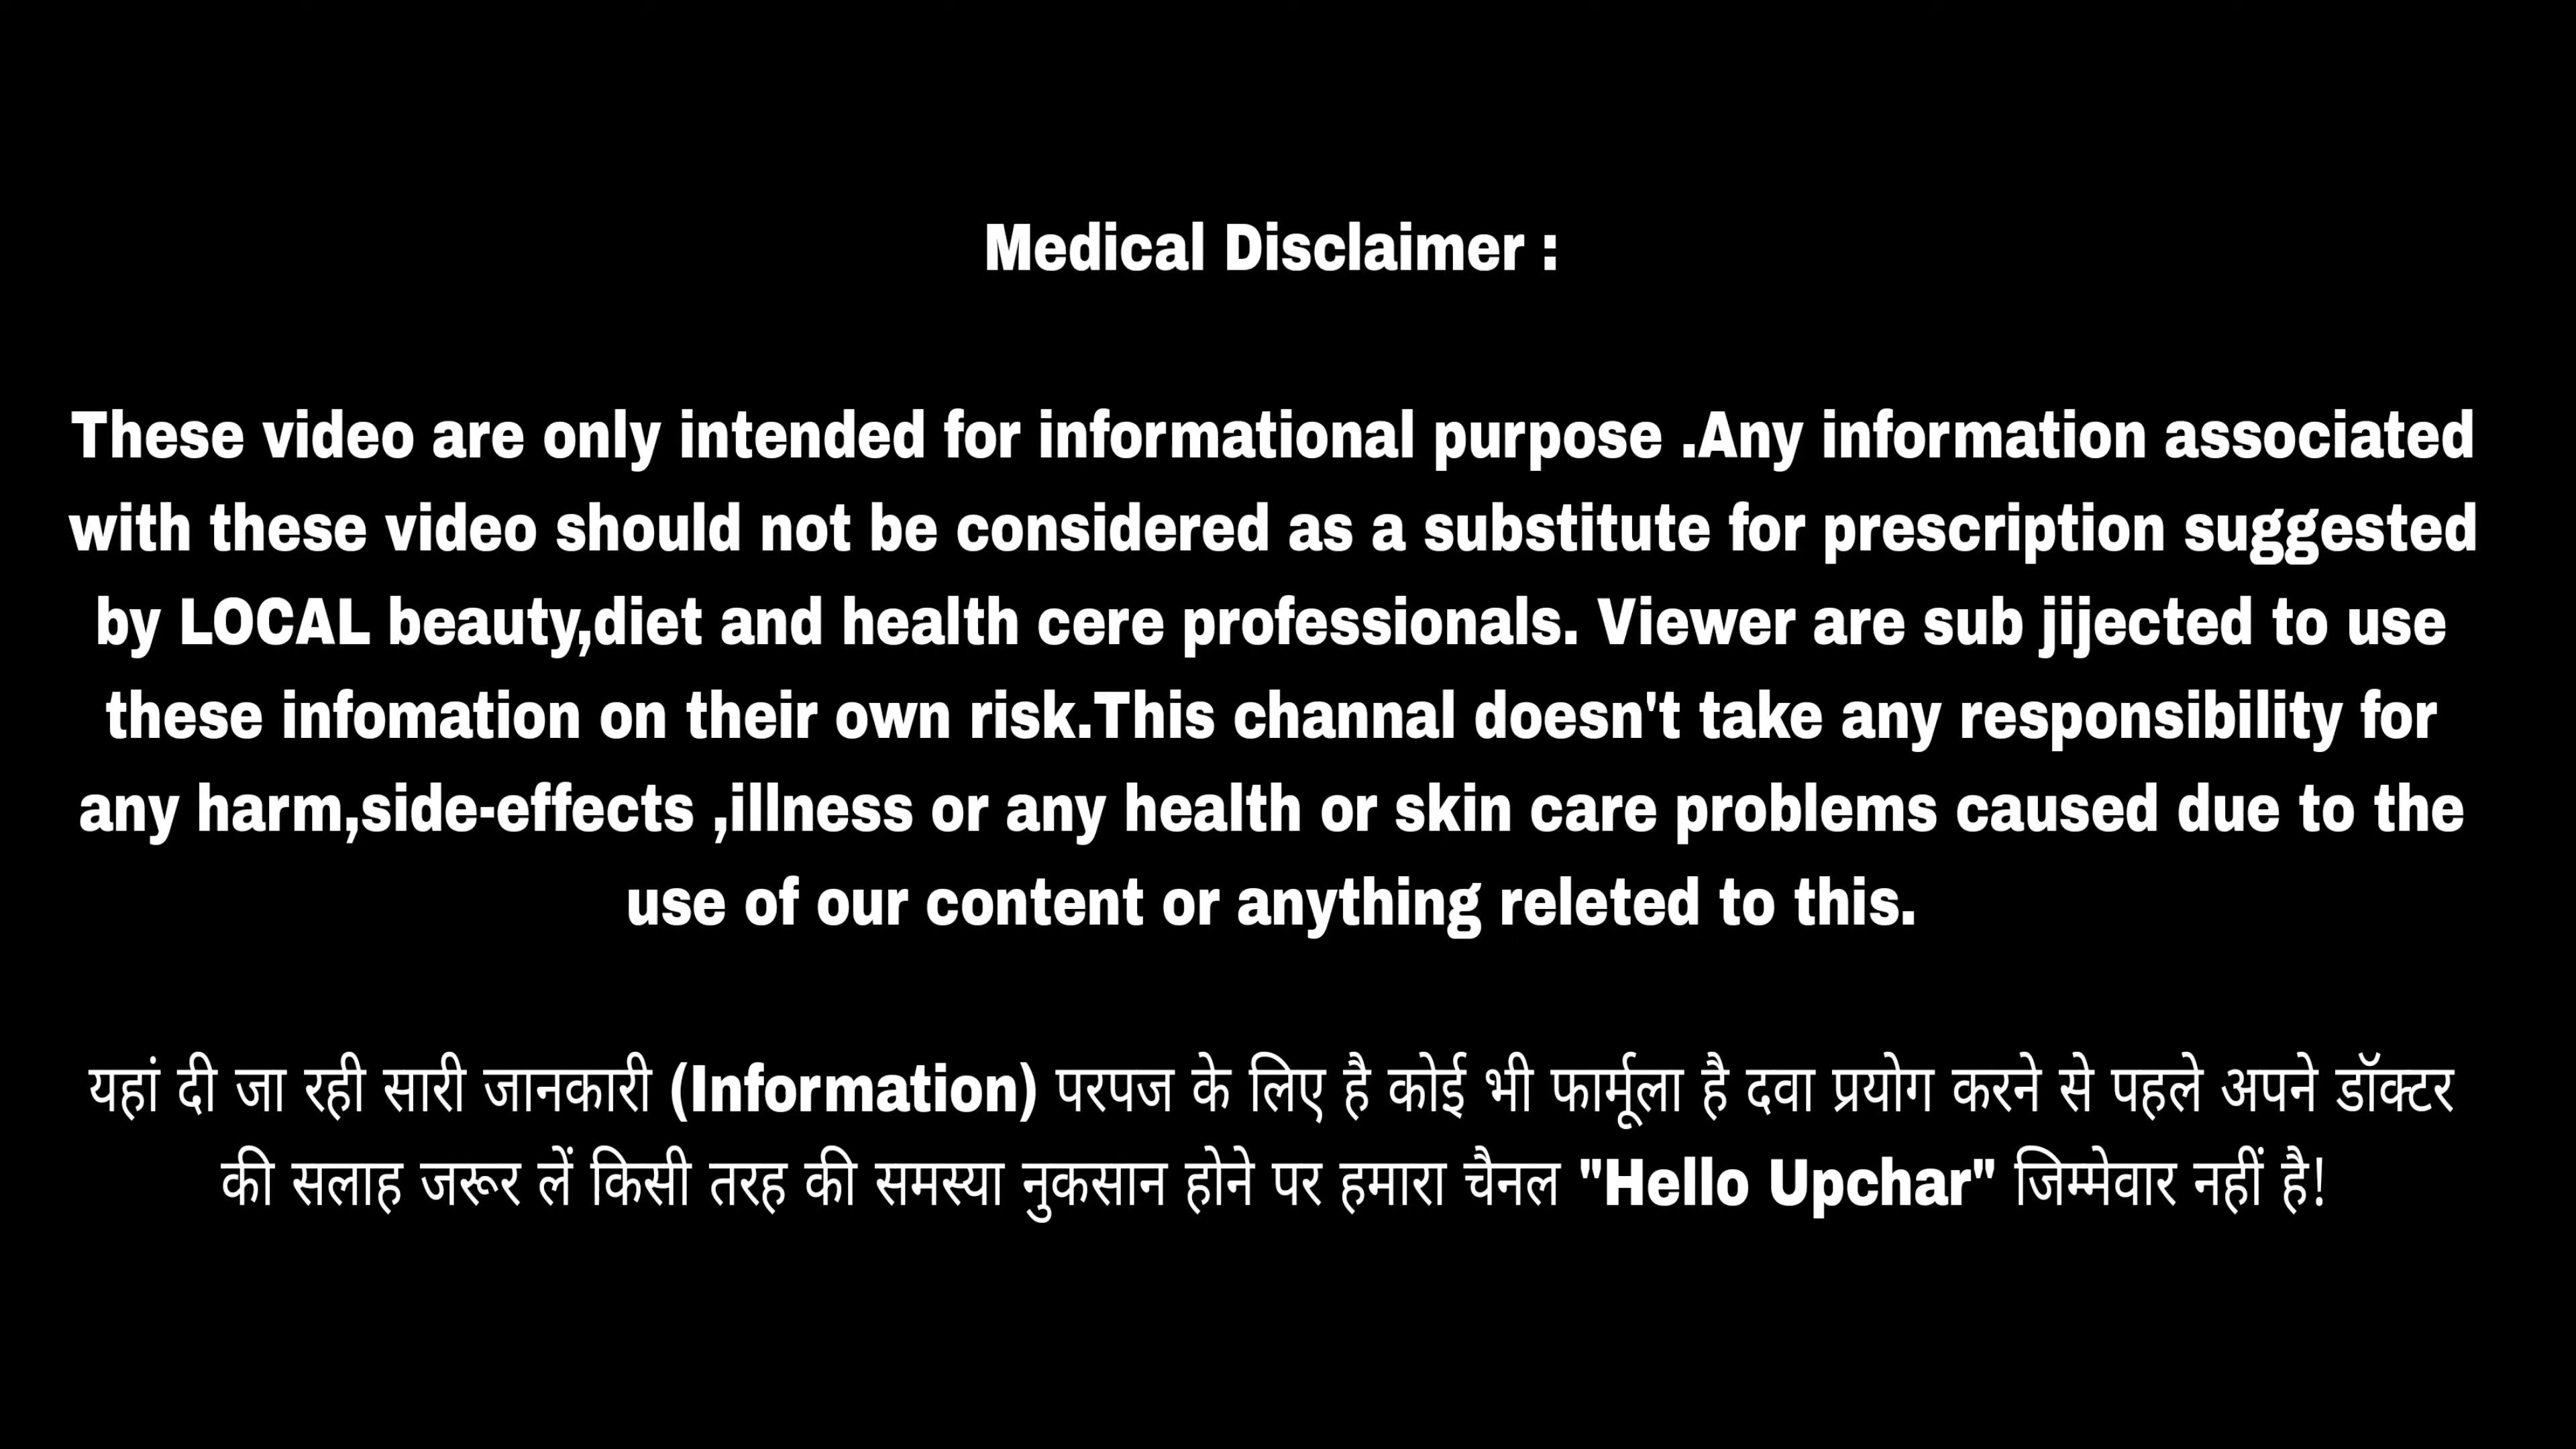 Medical Disclaimer :
These video are only intended for informational purpose .Any information associated
with these video should not be considered as a substitute for prescription suggested
by LOCAL beauty,diet and health cere professionals. Viewer are sub jijected to use
these infomation on their own risk.This channal doesn't take any responsibility for
any harm,side-effects ,illness or any health or skin care problems caused due to the
use of our content or anything releted to this.
यहां दी जा रही सारी जानकारी (Information) परपज के लिए है कोई भी फार्मूला है दवा प्रयोग करने से पहले अपने डॉक्टर
की सलाह जरूर लें किसी तरह की समस्या नुकसान होने पर हमारा चैनल "Hello Upchar" जिम्मेवार नहीं है!